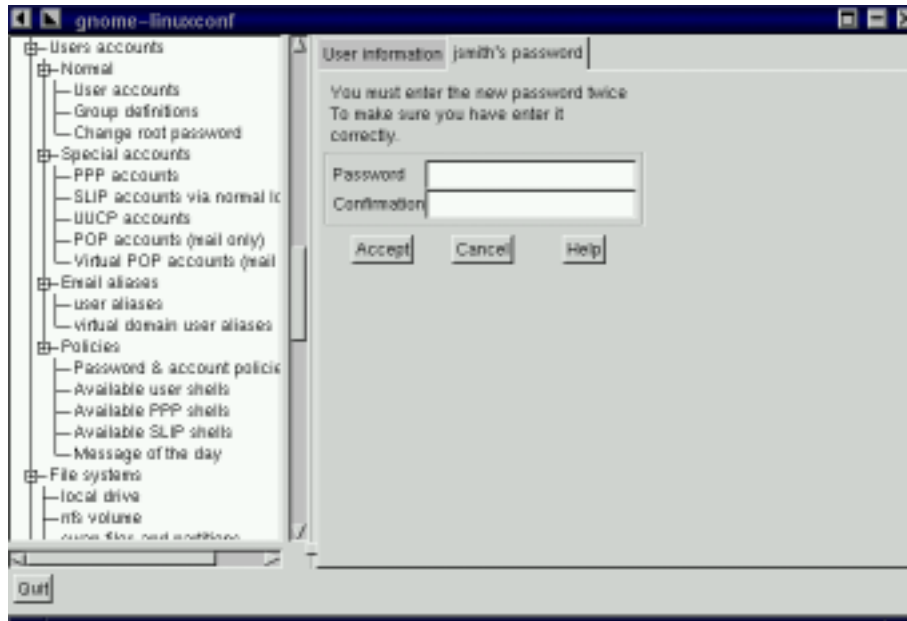 gnome-linuxconf
Users accounts
Normal
User accounts
Group definitions
Change root password
Special accounts
PPP accounts
SLIP accounts via normal lo
UUCP accounts
POP accounts (mail only)
Virtual POP accounts (mail
Email aliases
user aliases
virtual domain user aliases
Policies
Password & account policie
Available user shells
Available PPP shells
Available SLIP shells
Message of the day
File systems
local drive
nfs volume
swap files and partitions
Quit
User information
jsmith's password
You must enter the new password twice
To make sure you have enter it
correctly.
Password
Confirmation
Accept Cancel Help